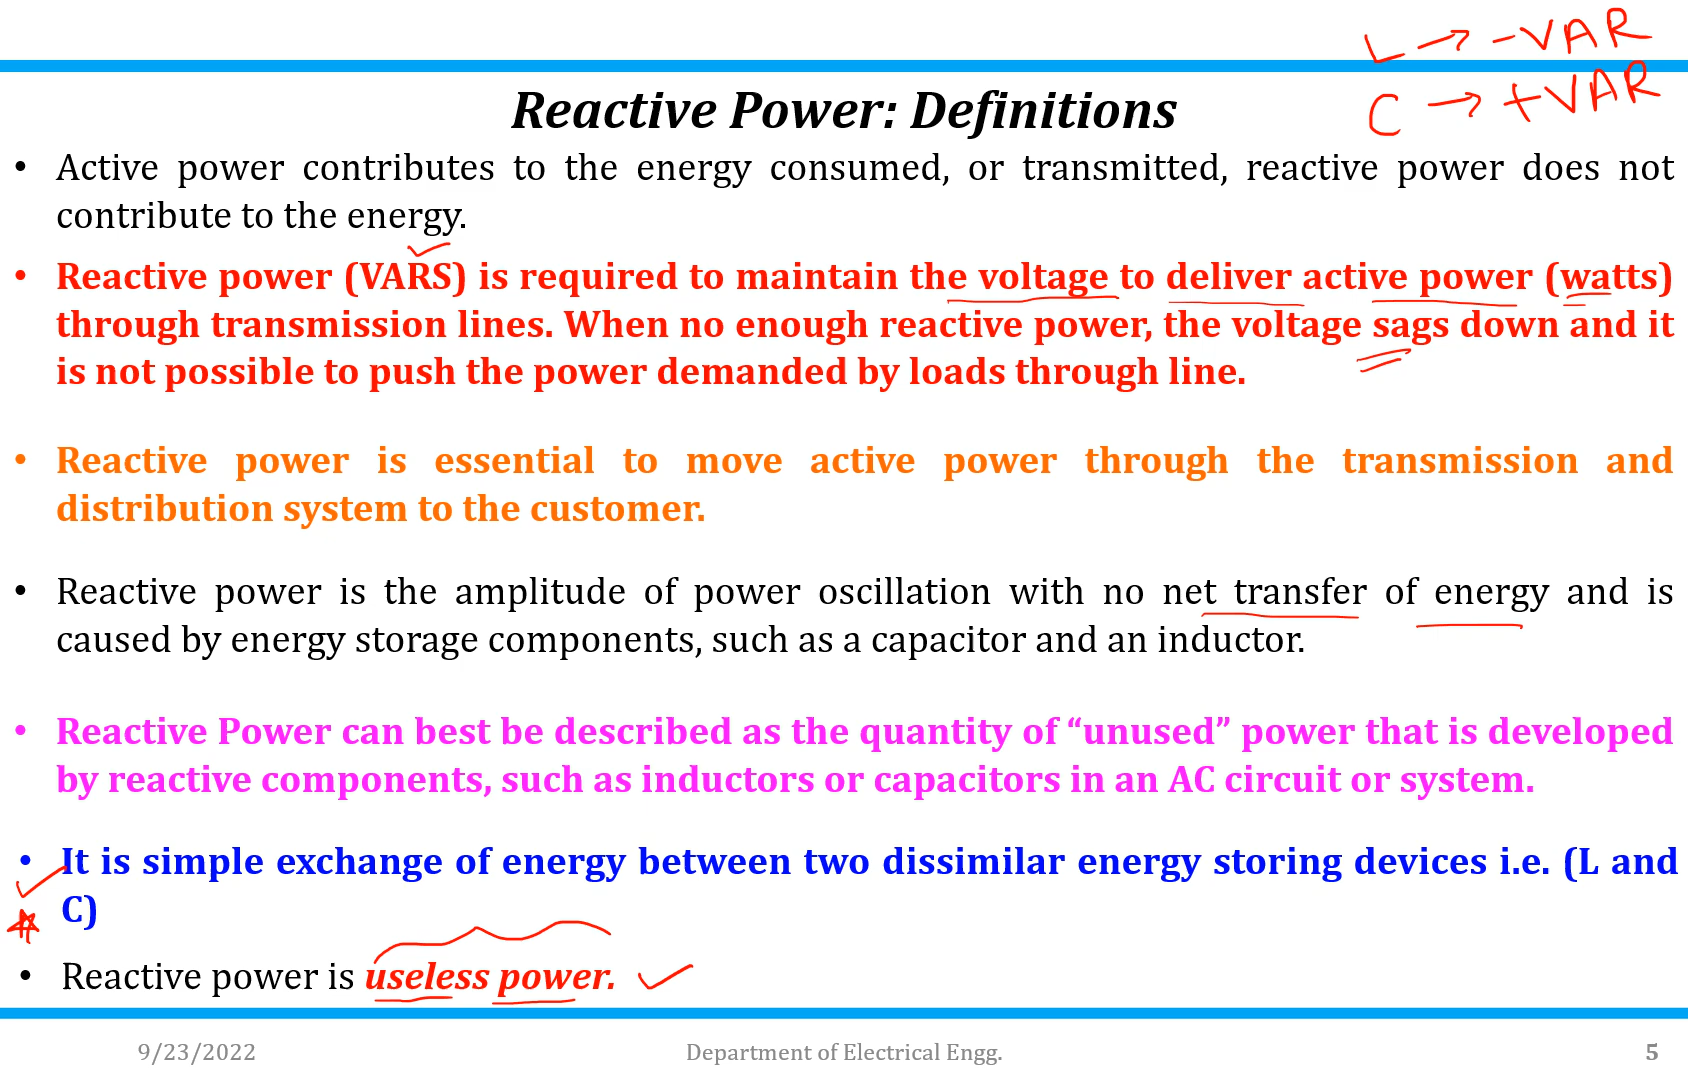 L → -VAR
C → +VAR
Reactive Power: Definitions
• Active power contributes to the energy consumed, or transmitted, reactive power does not
contribute to the energy.
• Reactive power (VARS) is required to maintain the voltage to deliver active power (watts)
through transmission lines. When no enough reactive power, the voltage sags down and it
is not possible to push the power demanded by loads through line.
• Reactive power is essential to move active power through the transmission and
distribution system to the customer.
• Reactive power is the amplitude of power oscillation with no net transfer of energy and is
caused by energy storage components, such as a capacitor and an inductor.
• Reactive Power can best be described as the quantity of “unused” power that is developed
by reactive components, such as inductors or capacitors in an AC circuit or system.
• It is simple exchange of energy between two dissimilar energy storing devices i.e. (L and
C)
• Reactive power is useless power.
9/23/2022 Department of Electrical Engg. 5